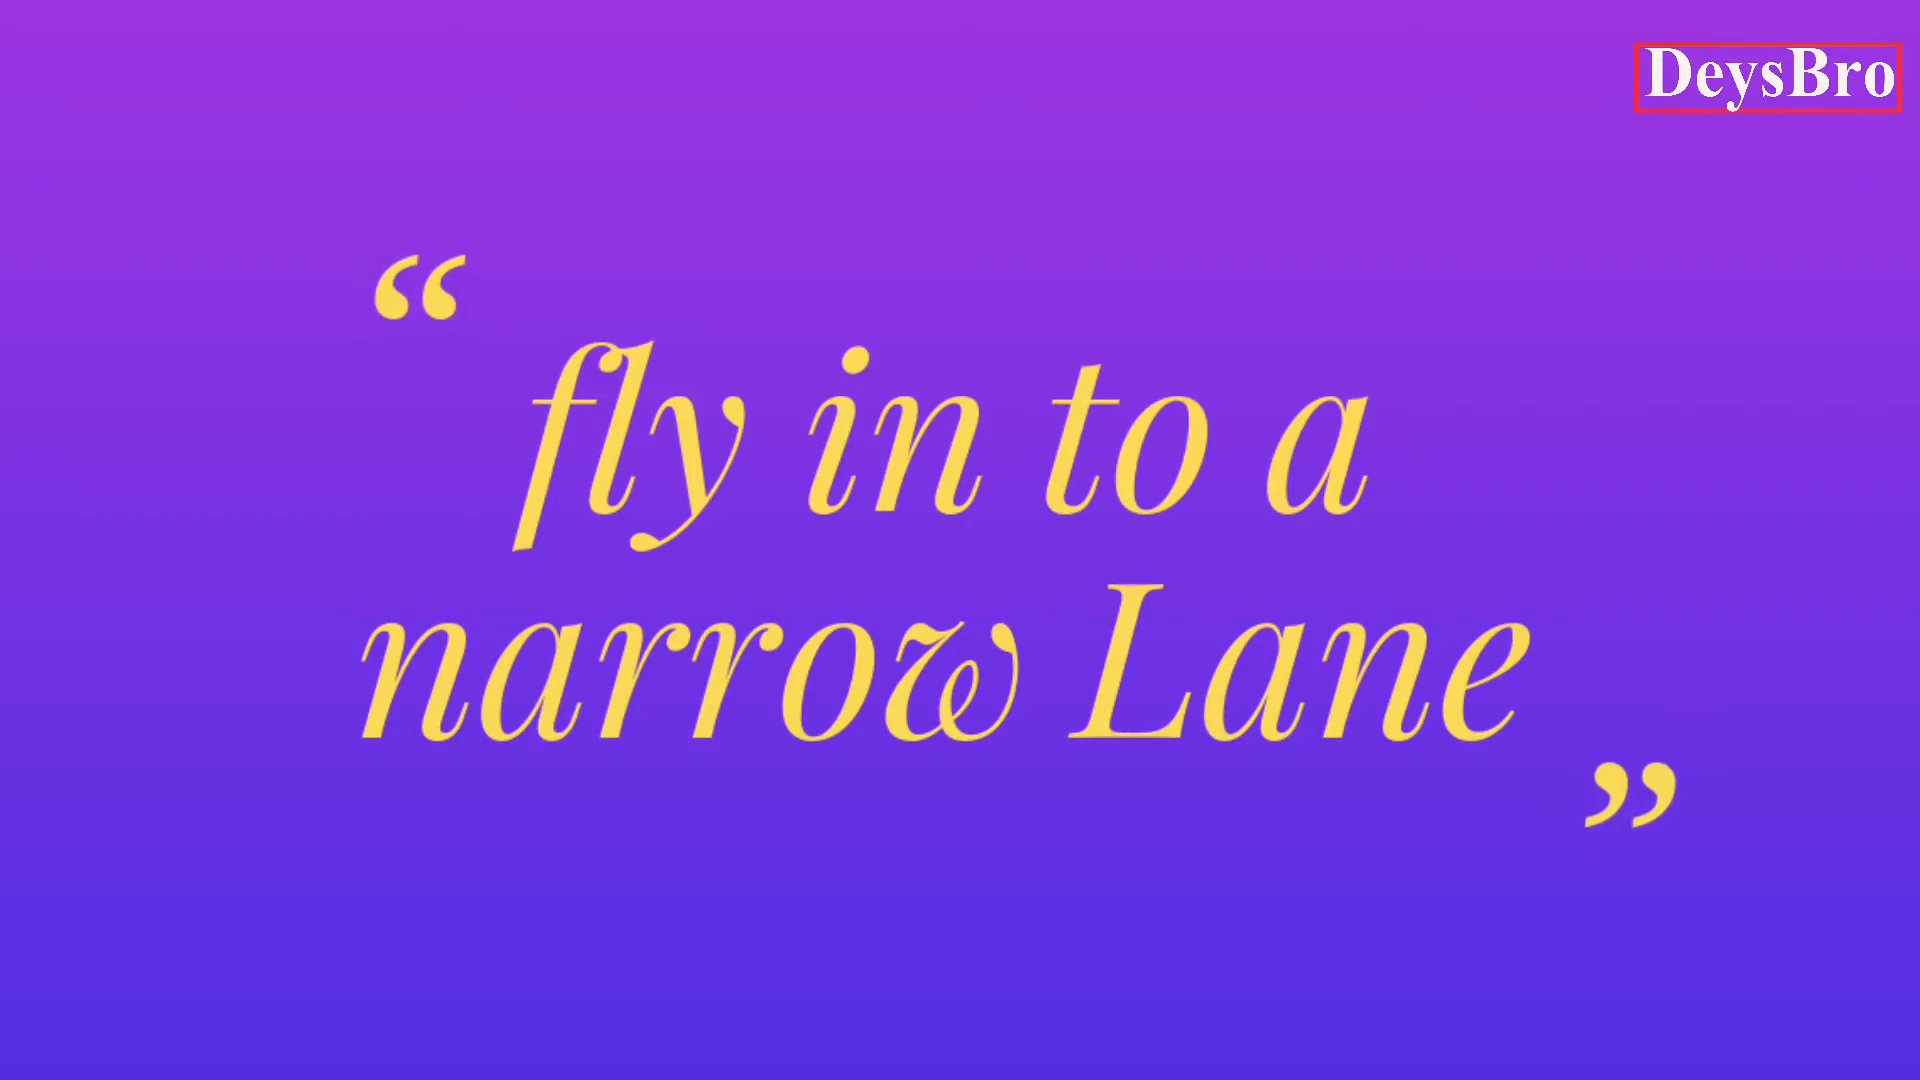 DeysBro
“
fly in to a
narrow Lane
”